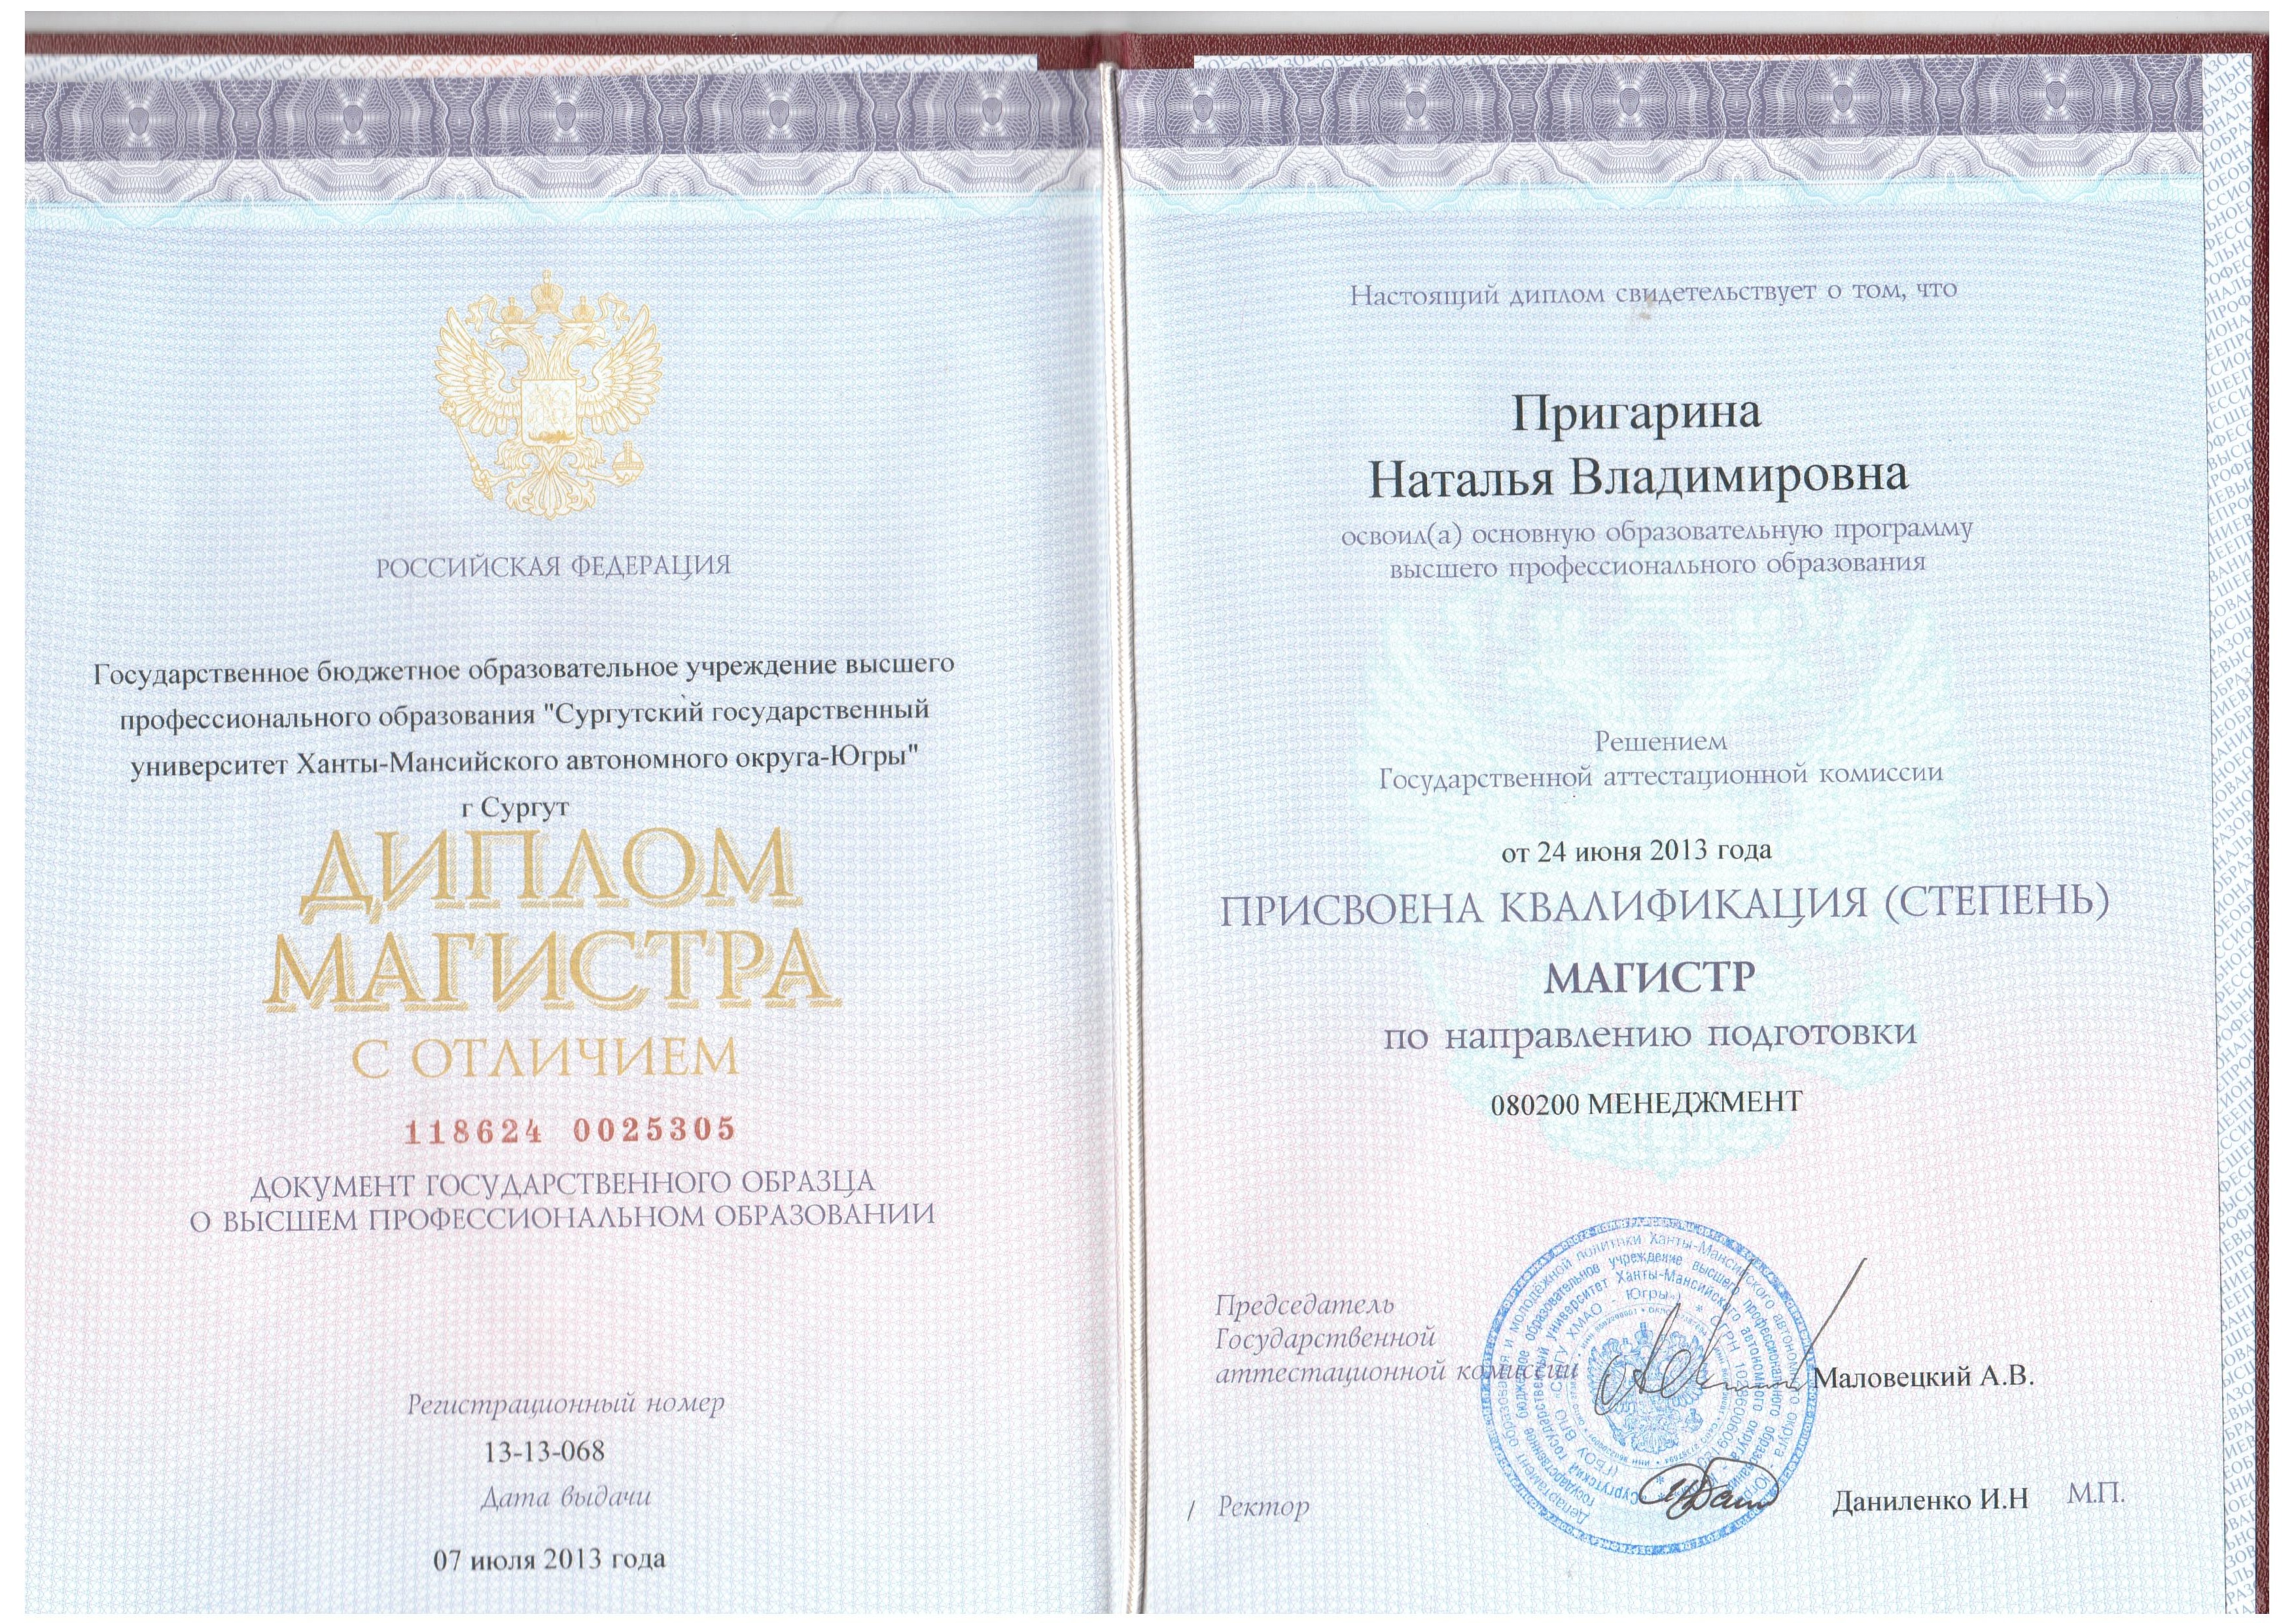 РОССИЙСКАЯ ФЕДЕРАЦИЯ
Государственное бюджетное образовательное учреждение высшего
профессионального образования "Сургутский государственный
университет Ханты-Мансийского автономного округа-Югры"
г Сургут
ДИПЛОМ
МАГИСТРА
С ОТЛИЧИЕМ
118624 0025305
ДОКУМЕНТ ГОСУДАРСТВЕННОГО ОБРАЗЦА
О ВЫСШЕМ ПРОФЕССИОНАЛЬНОМ ОБРАЗОВАНИИ
Регистрационный номер
13-13-068
Дата выдачи
07 июля 2013 года
Настоящий диплом свидетельствует о том, что
Пригарина
Наталья Владимировна
освоил(а) основную образовательную программу
высшего профессионального образования
Решением
Государственной аттестационной комиссии
от 24 июня 2013 года
ПРИСВОЕНА КВАЛИФИКАЦИЯ (СТЕПЕНЬ)
МАГИСТР
по направлению подготовки
080200 МЕНЕДЖМЕНТ
Председатель
Государственной
аттестационной комиссии
Маловецкий А.В.
Ректор
Даниленко И.Н
М.П.